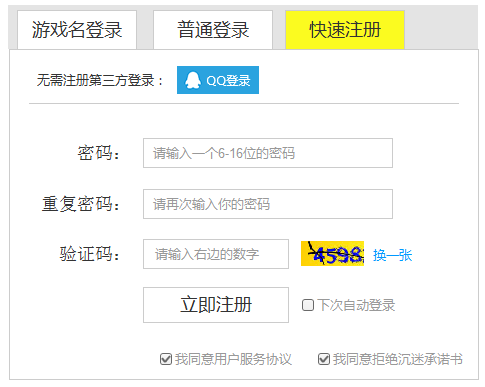 游戏名登录 普通登录 快速注册
无需注册第三方登录： QQ登录
密码： 请输入一个6-16位的密码
重复密码： 请再次输入你的密码
验证码： 请输入右边的数字 4598 换一张
立即注册 下次自动登录
我同意用户服务协议 我同意拒绝沉迷承诺书